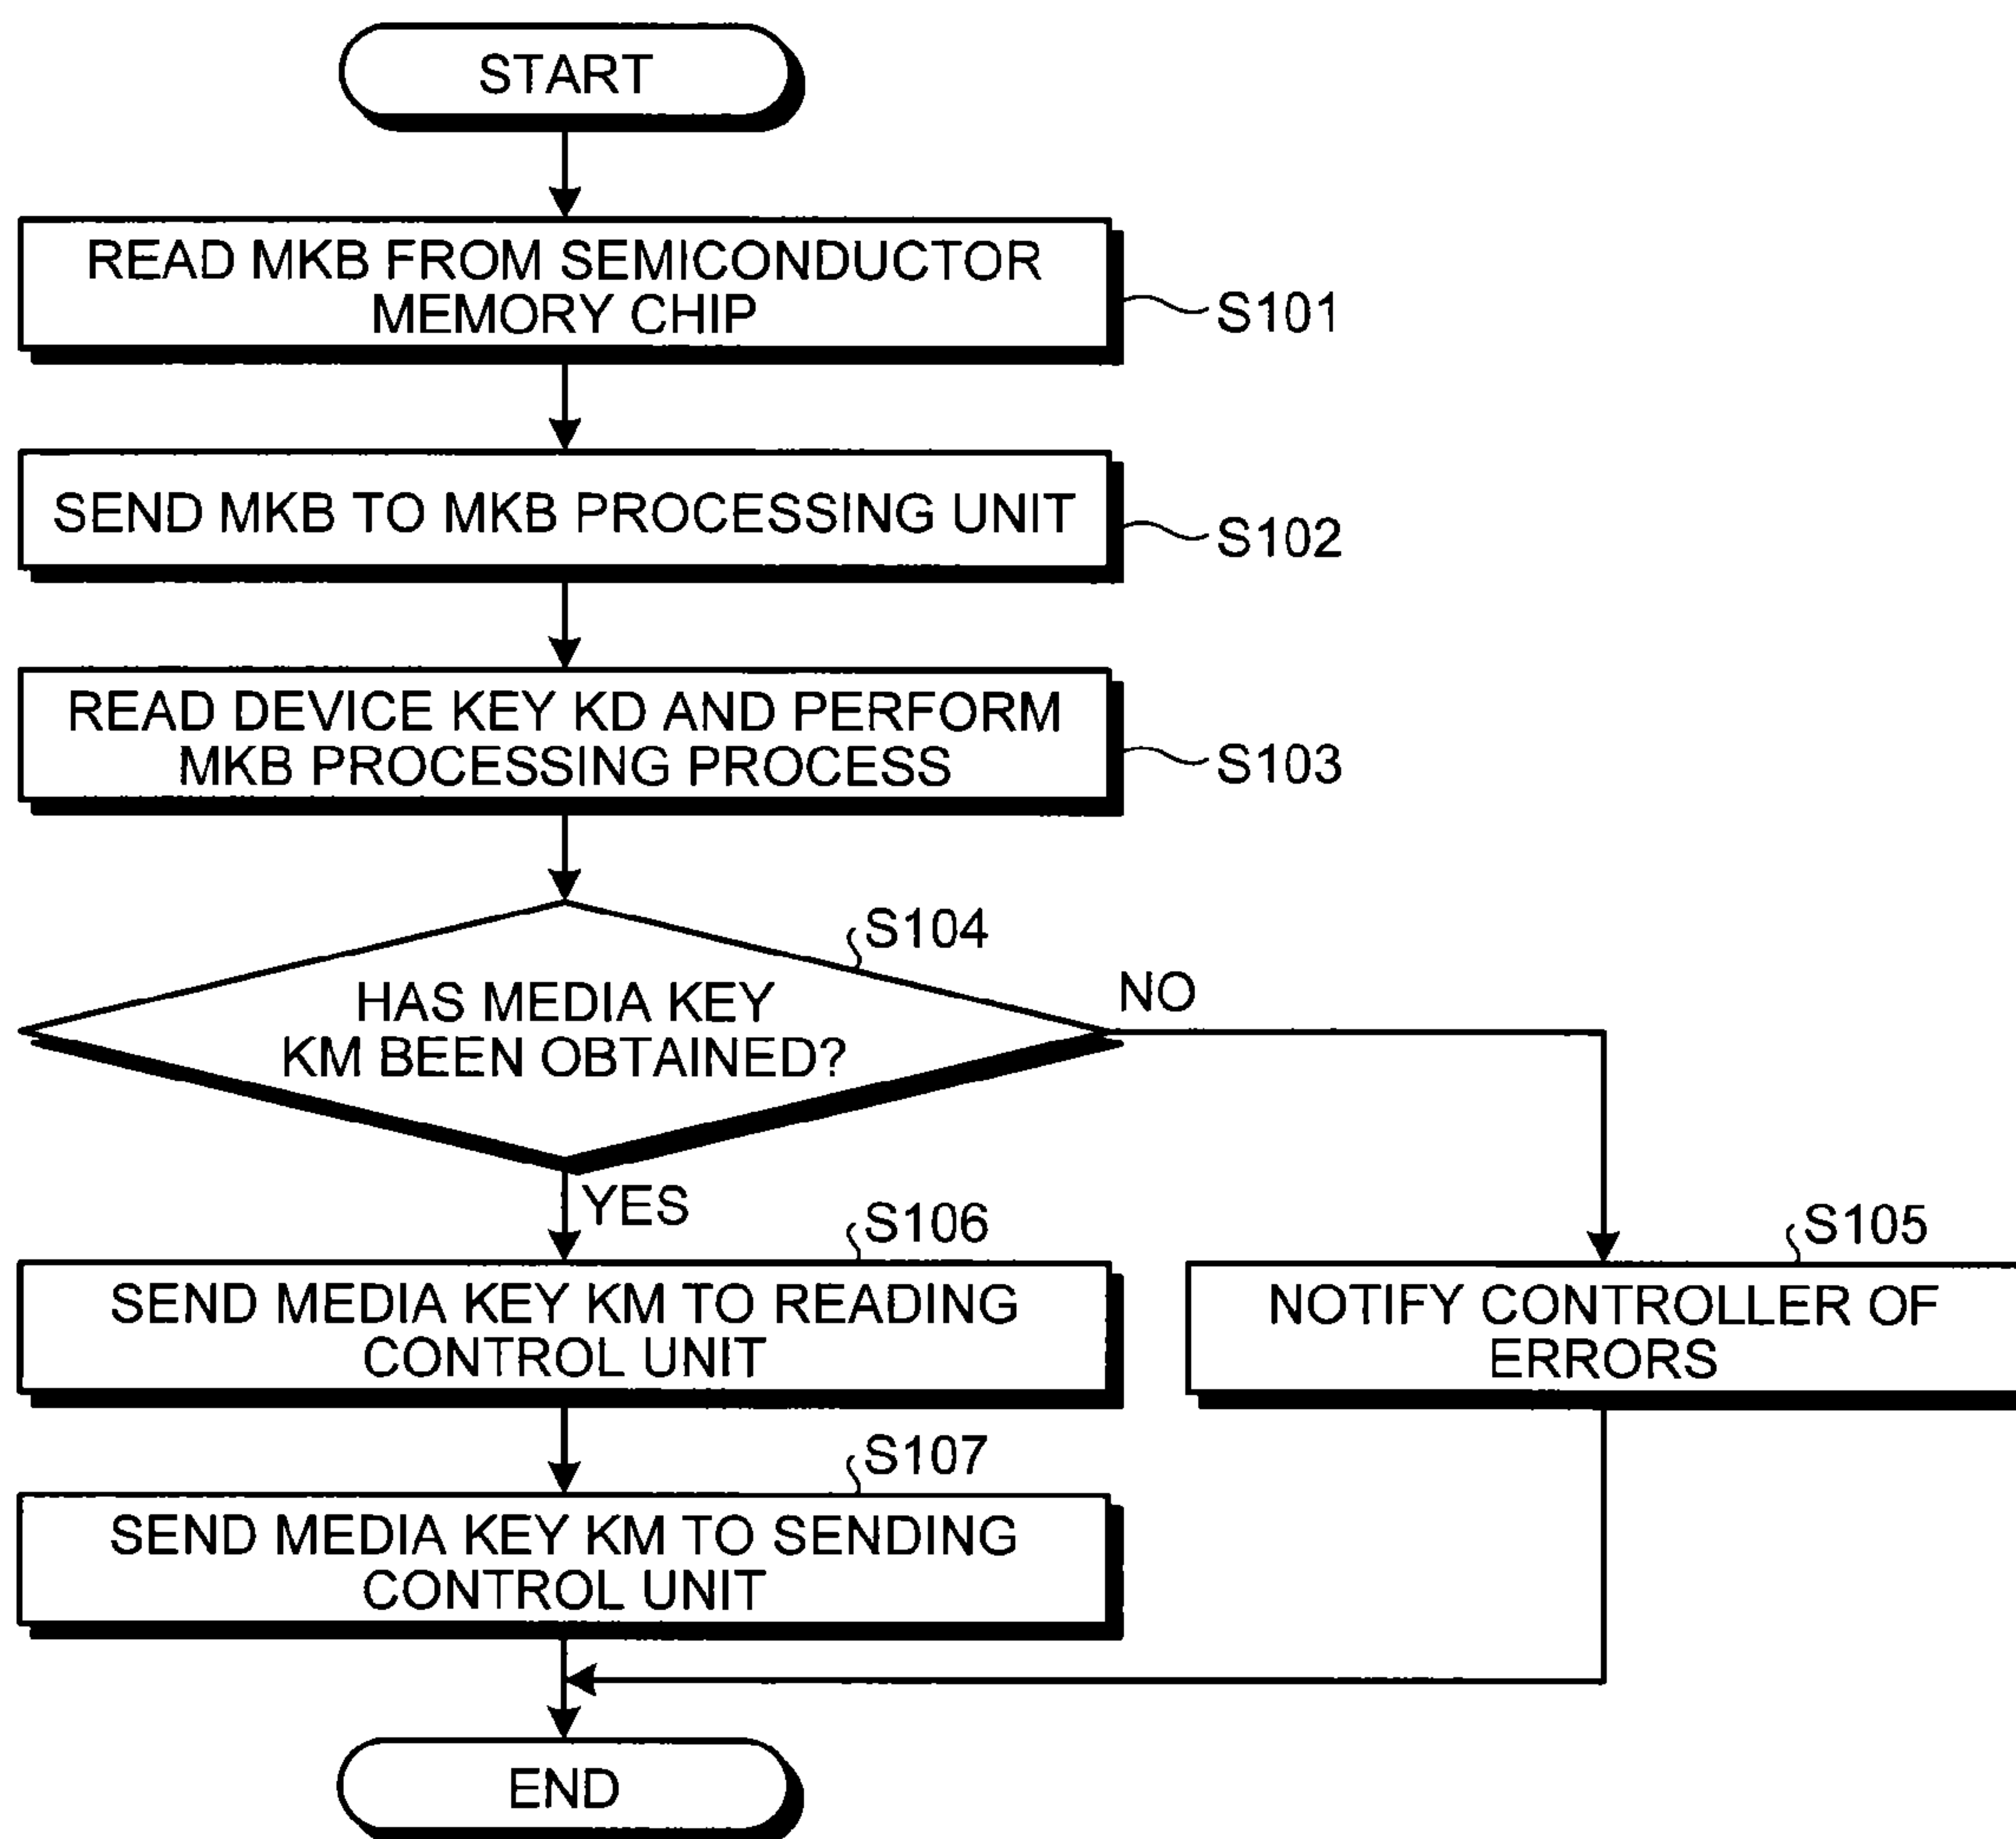 START
READ MKB FROM SEMICONDUCTOR
MEMORY CHIP
S101
SEND MKB TO MKB PROCESSING UNIT
S102
READ DEVICE KEY KD AND PERFORM
MKB PROCESSING PROCESS
S103
S104
HAS MEDIA KEY
KM BEEN OBTAINED?
NO
YES
S106
SEND MEDIA KEY KM TO READING
CONTROL UNIT
S105
NOTIFY CONTROLLER OF
ERRORS
S107
SEND MEDIA KEY KM TO SENDING
CONTROL UNIT
END